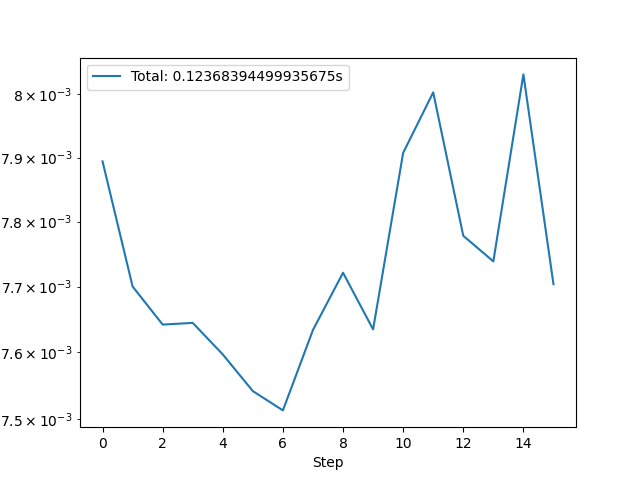 Total: 0.12368394499935675s
8 × 10⁻³
7.9 × 10⁻³
7.8 × 10⁻³
7.7 × 10⁻³
7.6 × 10⁻³
7.5 × 10⁻³
0 2 4 6 8 10 12 14
Step